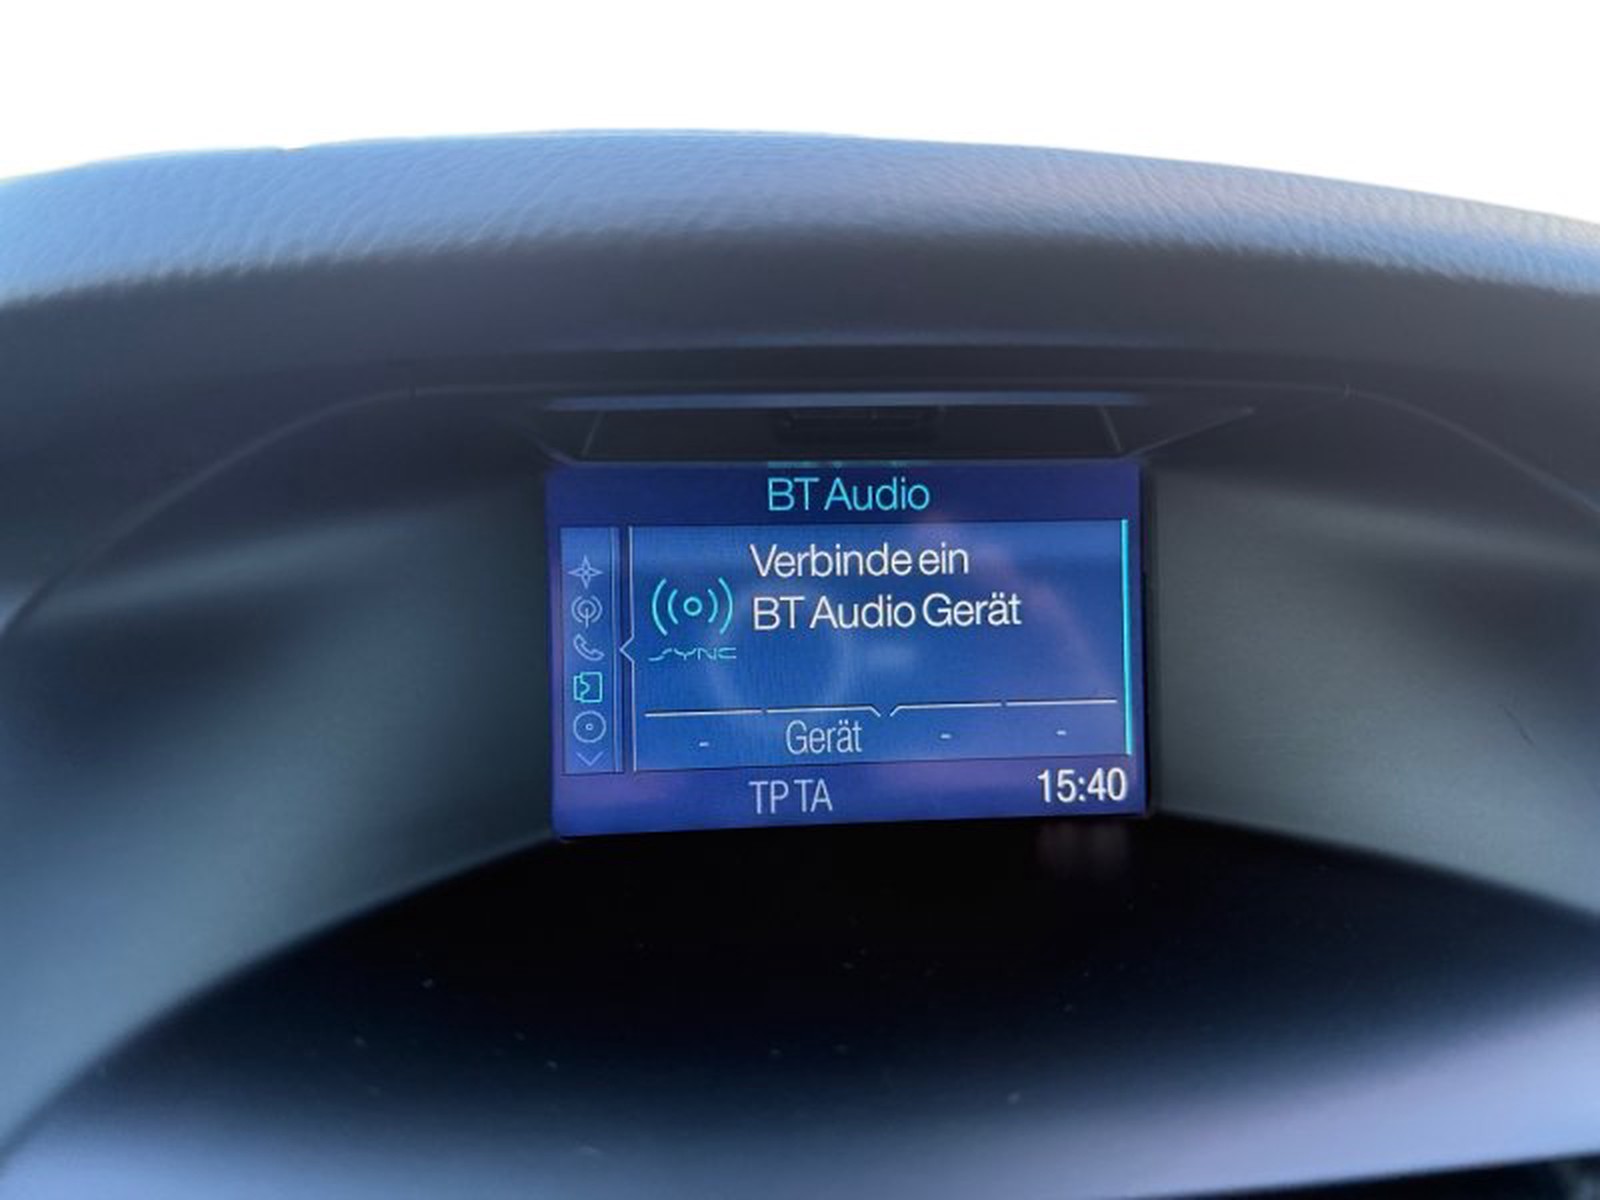 BT Audio
Verbinde ein
BT Audio Gerät
SYNC
- Gerät - -
TP TA
15:40